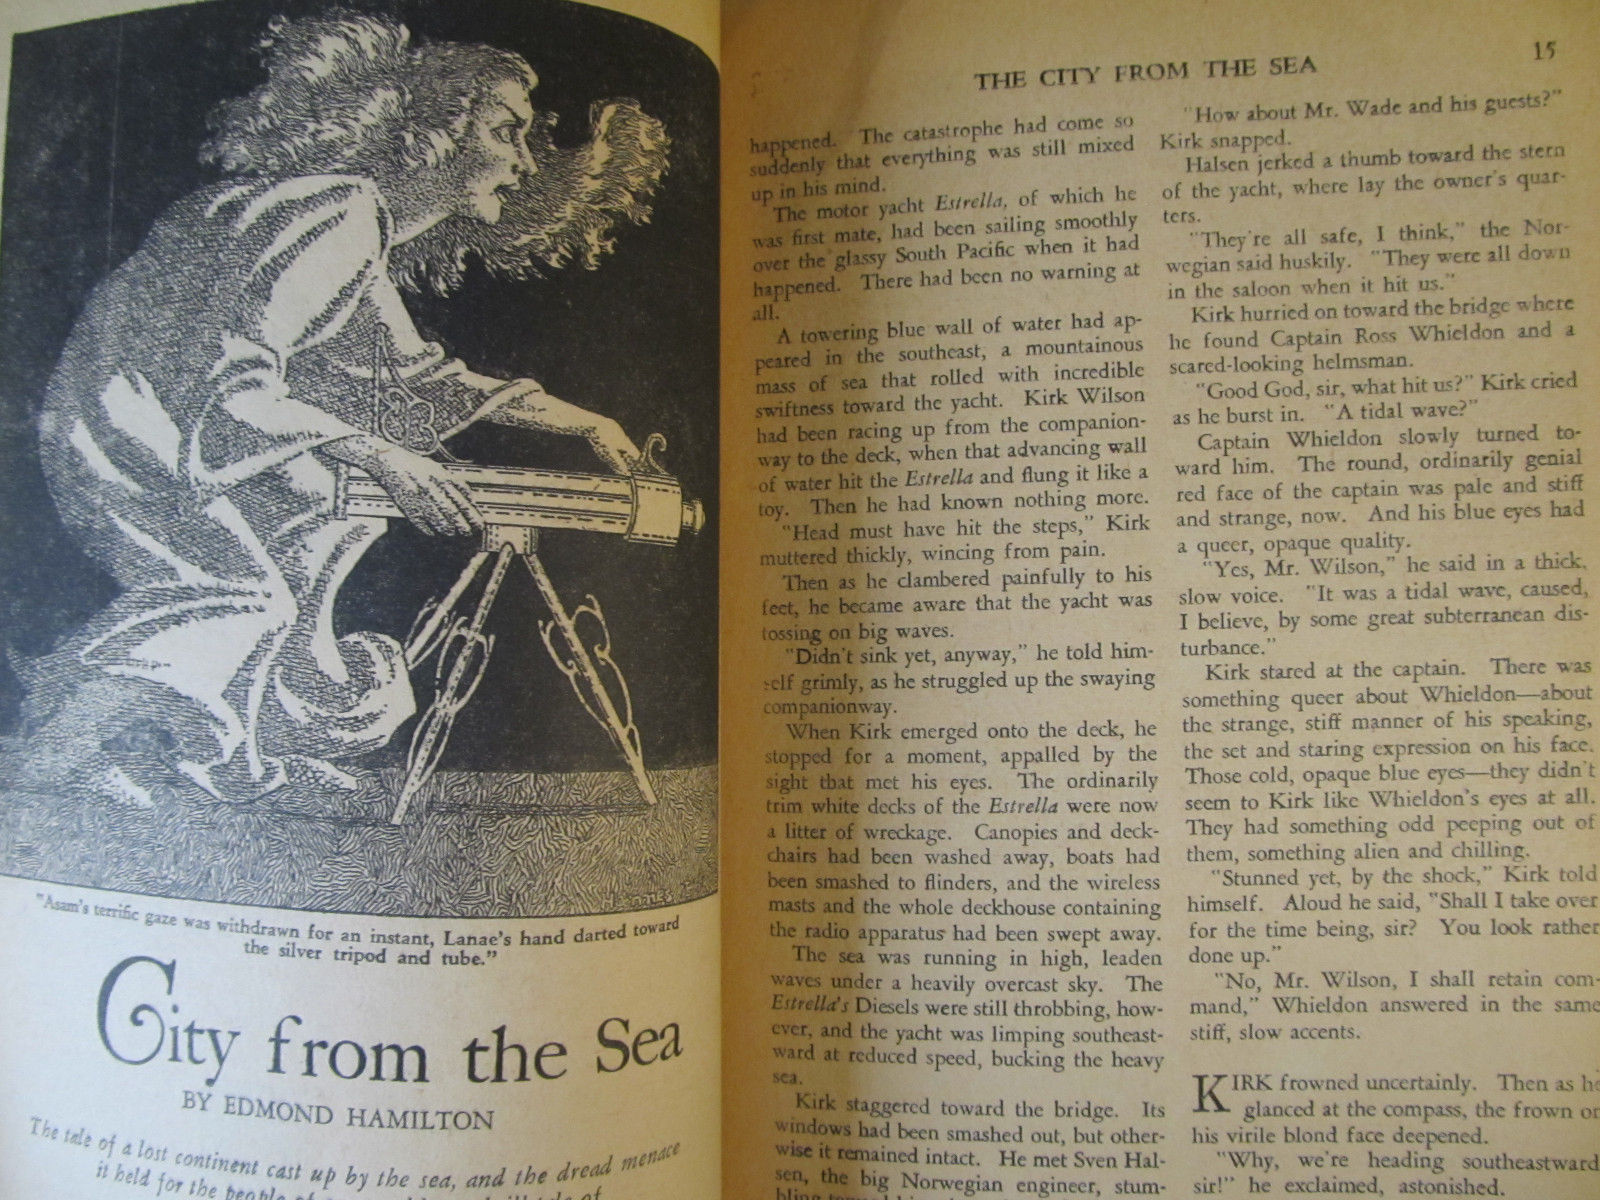 "Asam's terrific gaze was withdrawn for an instant, Lanae's hand darted toward
the silver tripod and tube."
City from the Sea
BY EDMOND HAMILTON
The tale of a lost continent cast up by the sea, and the dread menace
it held for the people of
THE CITY FROM THE SEA
15
happened. The catastrophe had come so
suddenly that everything was still mixed
up in his mind.
The motor yacht Estrella, of which he
was first mate, had been sailing smoothly
over the glassy South Pacific when it had
happened. There had been no warning at
all.
A towering blue wall of water had ap-
peared in the southeast, a mountainous
mass of sea that rolled with incredible
swiftness toward the yacht. Kirk Wilson
had been racing up from the companion-
way to the deck, when that advancing wall
of water hit the Estrella and flung it like a
toy. Then he had known nothing more.
"Head must have hit the steps," Kirk
muttered thickly, wincing from pain.
Then as he clambered painfully to his
feet, he became aware that the yacht was
tossing on big waves.
"Didn't sink yet, anyway," he told him-
self grimly, as he struggled up the swaying
companionway.
When Kirk emerged onto the deck, he
stopped for a moment, appalled by the
sight that met his eyes. The ordinarily
trim white decks of the Estrella were now
a litter of wreckage. Canopies and deck-
chairs had been washed away, boats had
been smashed to flinders, and the wireless
masts and the whole deckhouse containing
the radio apparatus had been swept away.
The sea was running in high, leaden
waves under a heavily overcast sky. The
Estrella's Diesels were still throbbing, how-
ever, and the yacht was limping southeast-
ward at reduced speed, bucking the heavy
sea.
Kirk staggered toward the bridge. Its
windows had been smashed out, but other-
wise it remained intact. He met Sven Hal-
sen, the big Norwegian engineer, stum-
"How about Mr. Wade and his guests?"
Kirk snapped.
Halsen jerked a thumb toward the stern
of the yacht, where lay the owner's quar-
ters.
"They're all safe, I think," the Nor-
wegian said huskily. "They were all down
in the saloon when it hit us."
Kirk hurried on toward the bridge where
he found Captain Ross Whieldon and a
scared-looking helmsman.
"Good God, sir, what hit us?" Kirk cried
as he burst in. "A tidal wave?"
Captain Whieldon slowly turned to-
ward him. The round, ordinarily genial
red face of the captain was pale and stiff
and strange, now. And his blue eyes had
a queer, opaque quality.
"Yes, Mr. Wilson," he said in a thick,
slow voice. "It was a tidal wave, caused,
I believe, by some great subterranean dis-
turbance."
Kirk stared at the captain. There was
something queer about Whieldon—about
the strange, stiff manner of his speaking,
the set and staring expression on his face.
Those cold, opaque blue eyes—they didn't
seem to Kirk like Whieldon's eyes at all.
They had something odd peeping out of
them, something alien and chilling.
"Stunned yet, by the shock," Kirk told
himself. Aloud he said, "Shall I take over
for the time being, sir? You look rather
done up."
"No, Mr. Wilson, I shall retain com-
mand," Whieldon answered in the same
stiff, slow accents.
KIRK frowned uncertainly. Then as he
glanced at the compass, the frown on
his virile blond face deepened.
"Why, we're heading southeastward
sir!" he exclaimed, astonished.